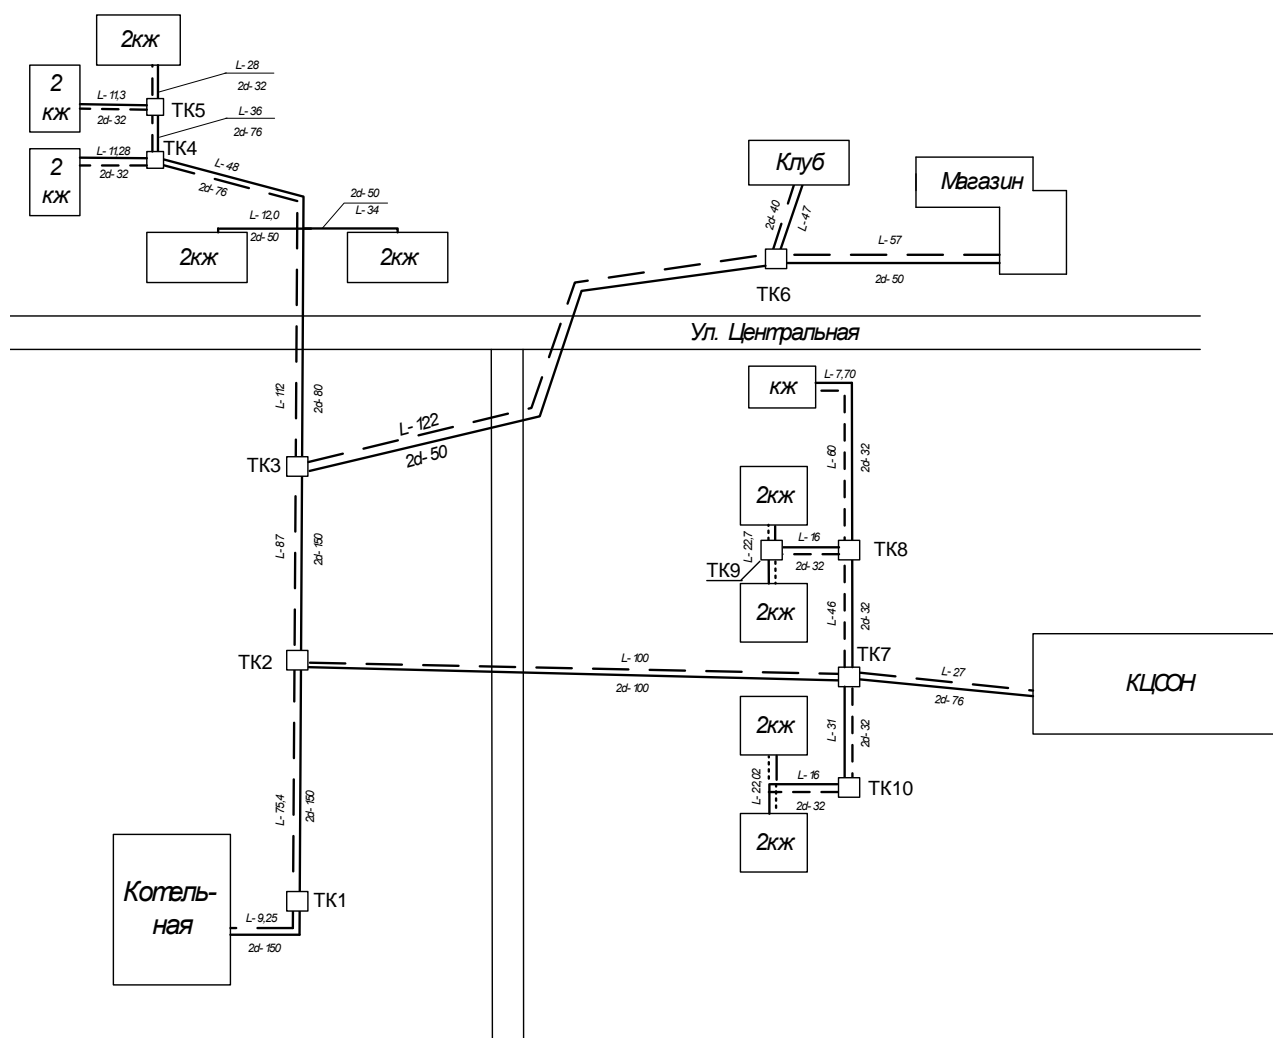 2кж
L-28
2d-32
2
кж
L-11,3
2d-32
ТК5
L-36
2d-76
ТК4
2
кж
L-11,28
2d-32
L-48
2d-76
2d-50
L-34
L-12,0
2d-50
2кж
2кж
Клуб
Магазин
2d-40
L-47
L-57
2d-50
ТК6
Ул. Центральная
L-112
2d-80
L-122
2d-50
ТК3
кж
L-7,70
L-60
2d-32
2кж
L-87
2d-150
L-22,7
L-16
2d-32
ТК8
ТК9
2кж
L-46
2d-32
ТК2
L-100
2d-100
ТК7
L-27
2d-76
КЦСОН
2кж
L-31
2d-32
L-22,02
L-16
2d-32
ТК10
2кж
L-75,4
2d-150
Котель-
ная
ТК1
L-9,25
2d-150